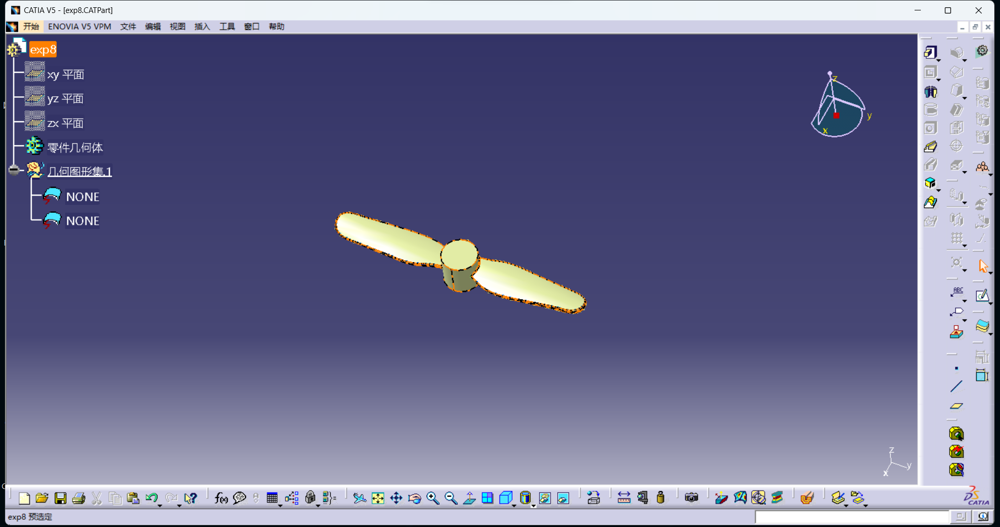 CATIA V5 - [exp8.CATPart]
开始 ENOVIA V5 VPM 文件 编辑 视图 插入 工具 窗口 帮助
exp8
xy 平面
yz 平面
zx 平面
零件几何体
几何图形集.1
NONE
NONE
z
y
x
ABC
z
y
x
f(x)
CATIA
exp8 预选定